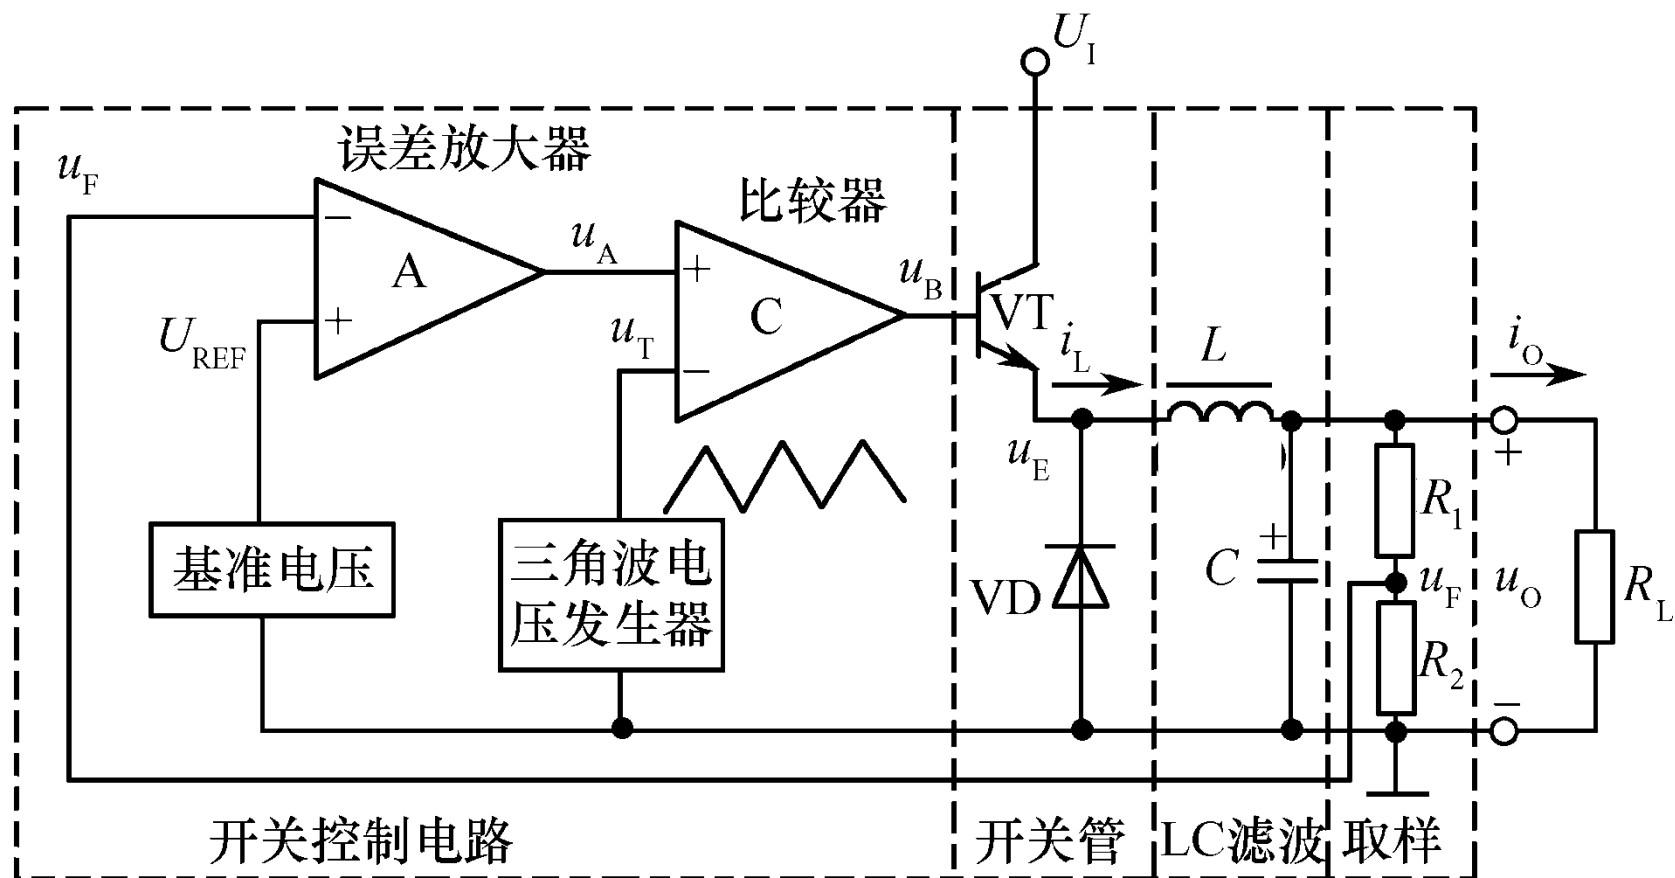 U_I
误差放大器
u_F
比较器
−
u_A
A
+
u_B
VT
C
U_REF
+
u_T
i_L
L
i_O
−
u_E
+
R_1
基准电压
三角波电
压发生器
+
C
VD
u_F
u_O
R_L
R_2
−
开关控制电路
开关管
LC滤波
取样